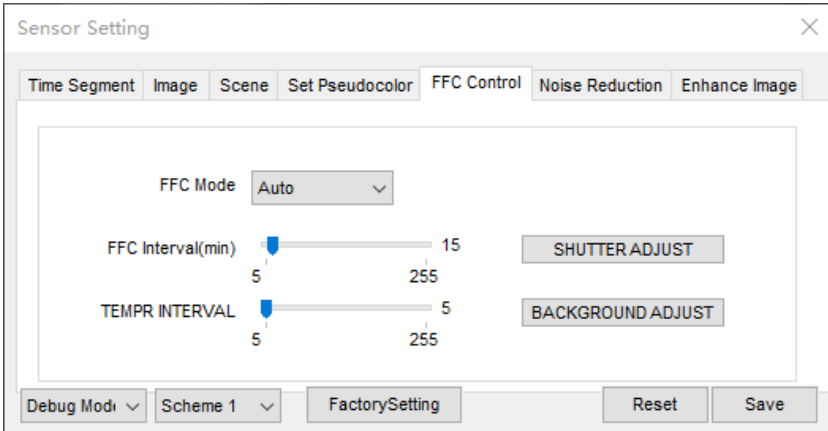 Sensor Setting
Time Segment Image Scene Set Pseudocolor FFC Control Noise Reduction Enhance Image
FFC Mode Auto
FFC Interval(min) 15 SHUTTER ADJUST
5 255
TEMPR INTERVAL 5 BACKGROUND ADJUST
5 255
Debug Mode Scheme 1 FactorySetting Reset Save